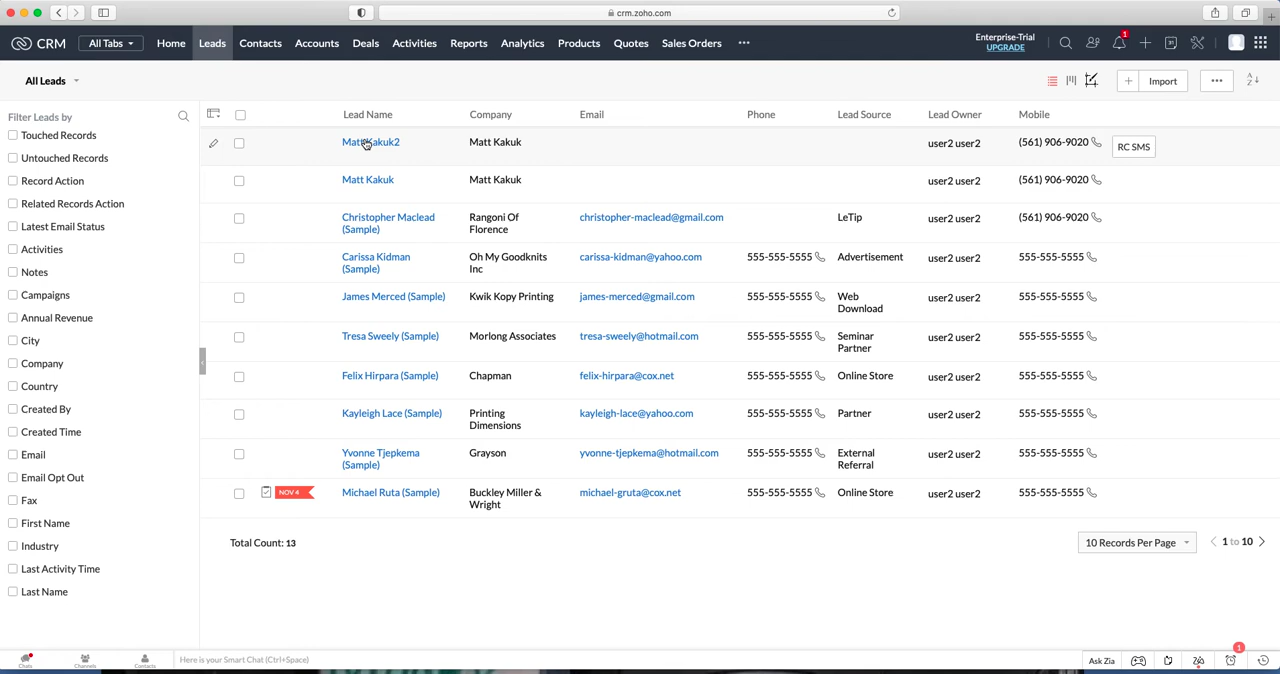 crm.zoho.com
CRM All Tabs Home Leads Contacts Accounts Deals Activities Reports Analytics Products Quotes Sales Orders ••• Enterprise-Trial
UPGRADE
1
31
All Leads
Import
Filter Leads by
Touched Records
Untouched Records
Record Action
Related Records Action
Latest Email Status
Activities
Notes
Campaigns
Annual Revenue
City
Company
Country
Created By
Created Time
Email
Email Opt Out
Fax
First Name
Industry
Last Activity Time
Last Name
Lead Name Company Email Phone Lead Source Lead Owner Mobile
Matt Kakuk2 Matt Kakuk user2 user2 (561) 906-9020 RC SMS
Matt Kakuk Matt Kakuk user2 user2 (561) 906-9020
Christopher Maclead Rangoni Of christopher-maclead@gmail.com LeTip user2 user2 (561) 906-9020
(Sample) Florence
Carissa Kidman Oh My Goodknits carissa-kidman@yahoo.com 555-555-5555 Advertisement user2 user2 555-555-5555
(Sample) Inc
James Merced (Sample) Kwik Kopy Printing james-merced@gmail.com 555-555-5555 Web user2 user2 555-555-5555
Download
Tresa Sweely (Sample) Morlong Associates tresa-sweely@hotmail.com 555-555-5555 Seminar user2 user2 555-555-5555
Partner
Felix Hirpara (Sample) Chapman felix-hirpara@cox.net 555-555-5555 Online Store user2 user2 555-555-5555
Kayleigh Lace (Sample) Printing kayleigh-lace@yahoo.com 555-555-5555 Partner user2 user2 555-555-5555
Dimensions
Yvonne Tjepkema Grayson yvonne-tjepkema@hotmail.com 555-555-5555 External user2 user2 555-555-5555
(Sample) Referral
NOV 4 Michael Ruta (Sample) Buckley Miller & michael-gruta@cox.net 555-555-5555 Online Store user2 user2 555-555-5555
Wright
Total Count: 13 10 Records Per Page 1 to 10
Chats Channels Contacts Here is your Smart Chat (Ctrl+Space) Ask Zia 1